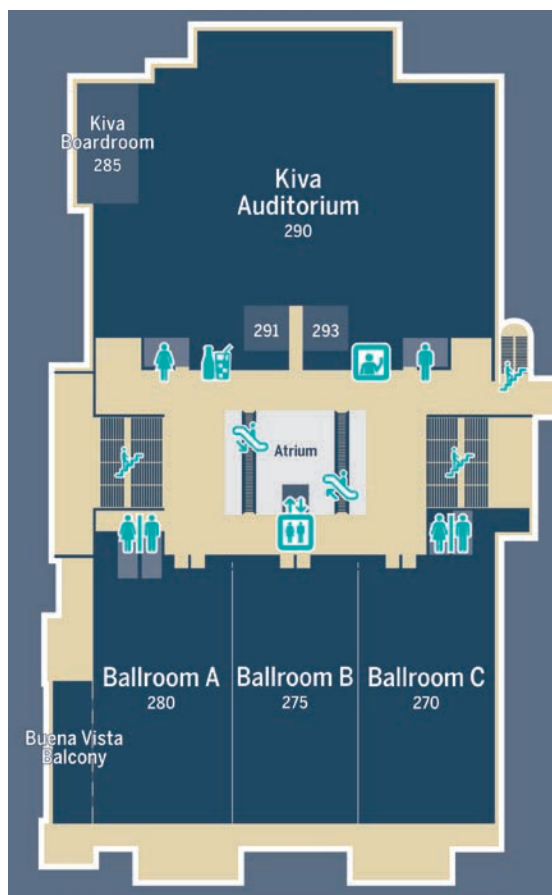 Kiva
Boardroom
285
Kiva
Auditorium
290
291
293
Atrium
Ballroom A
280
Ballroom B
275
Ballroom C
270
Buena Vista
Balcony